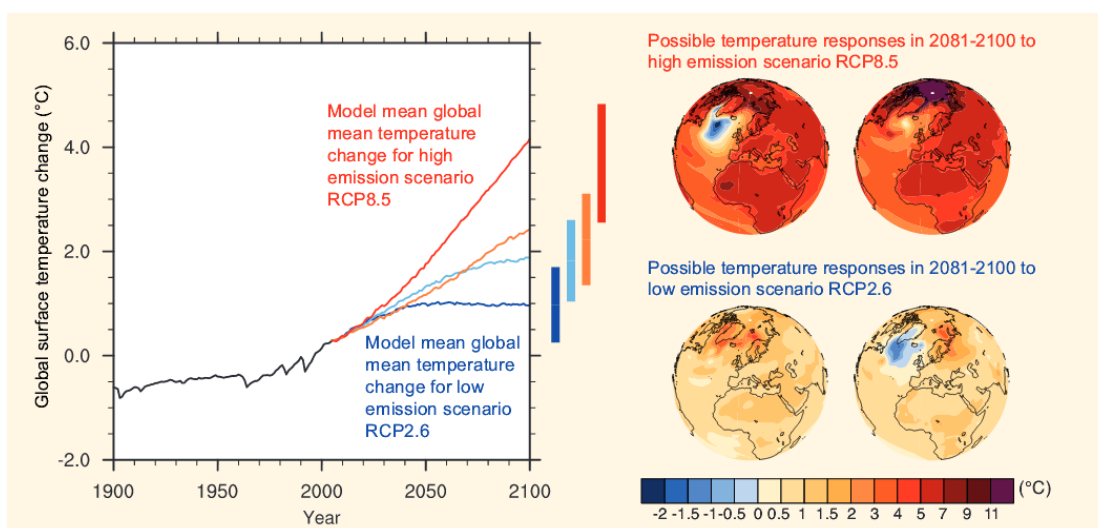 6.0
4.0
2.0
0.0
-2.0
Global surface temperature change (°C)
1900
1950
2000
2050
2100
Year
Model mean global
mean temperature
change for high
emission scenario
RCP8.5
Model mean global
mean temperature
change for low
emission scenario
RCP2.6
Possible temperature responses in 2081-2100 to
high emission scenario RCP8.5
Possible temperature responses in 2081-2100 to
low emission scenario RCP2.6
(°C)
-2 -1.5 -1 -0.5 0 0.5 1 1.5 2 3 4 5 7 9 11